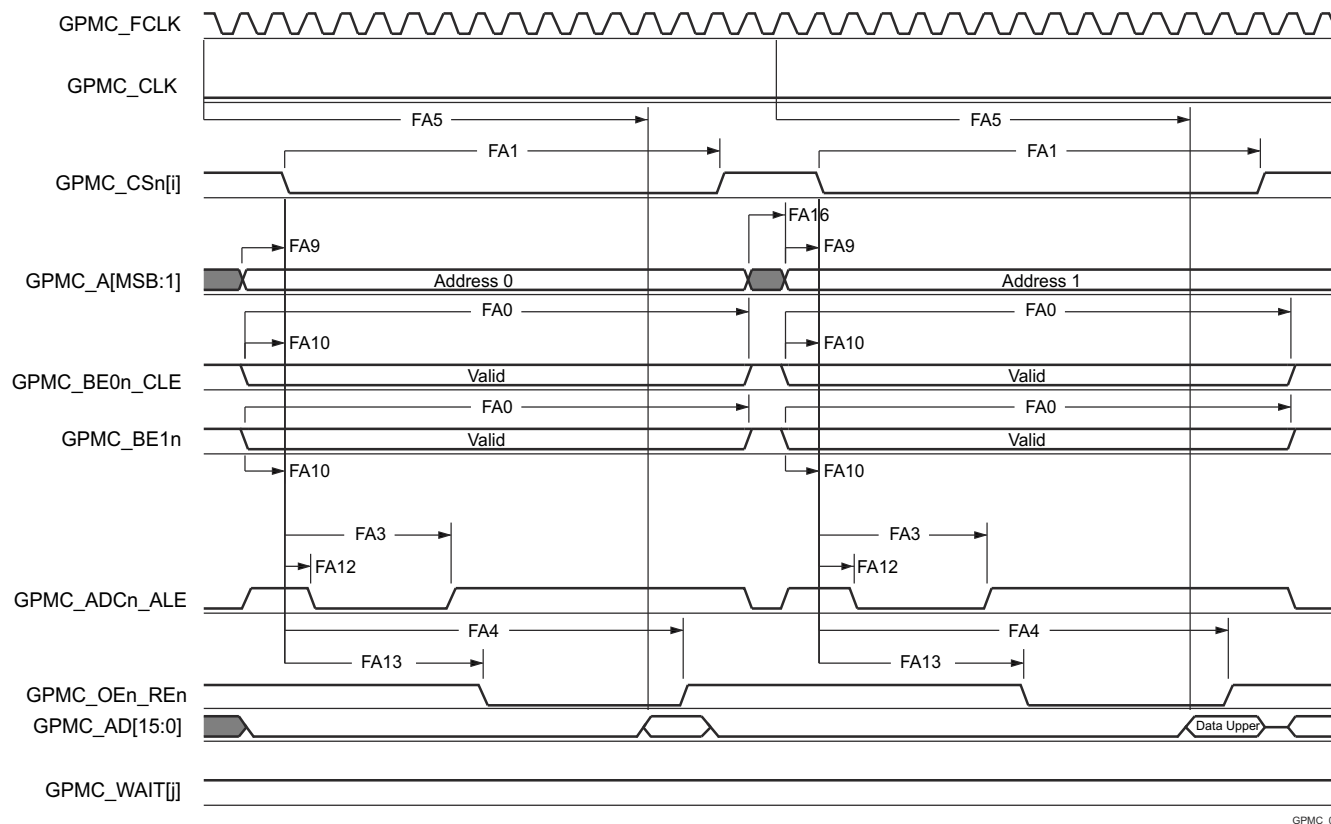 GPMC_FCLK
GPMC_CLK
FA5 FA5
FA1 FA1
GPMC_CSn[i]
FA16
FA9 FA9
GPMC_A[MSB:1] Address 0 Address 1
FA0 FA0
FA10 FA10
GPMC_BE0n_CLE Valid Valid
FA0 FA0
GPMC_BE1n Valid Valid
FA10 FA10
FA3 FA3
FA12 FA12
GPMC_ADCn_ALE
FA4 FA4
FA13 FA13
GPMC_OEn_REn
GPMC_AD[15:0] Data Upper
GPMC_WAIT[j]
GPMC_0